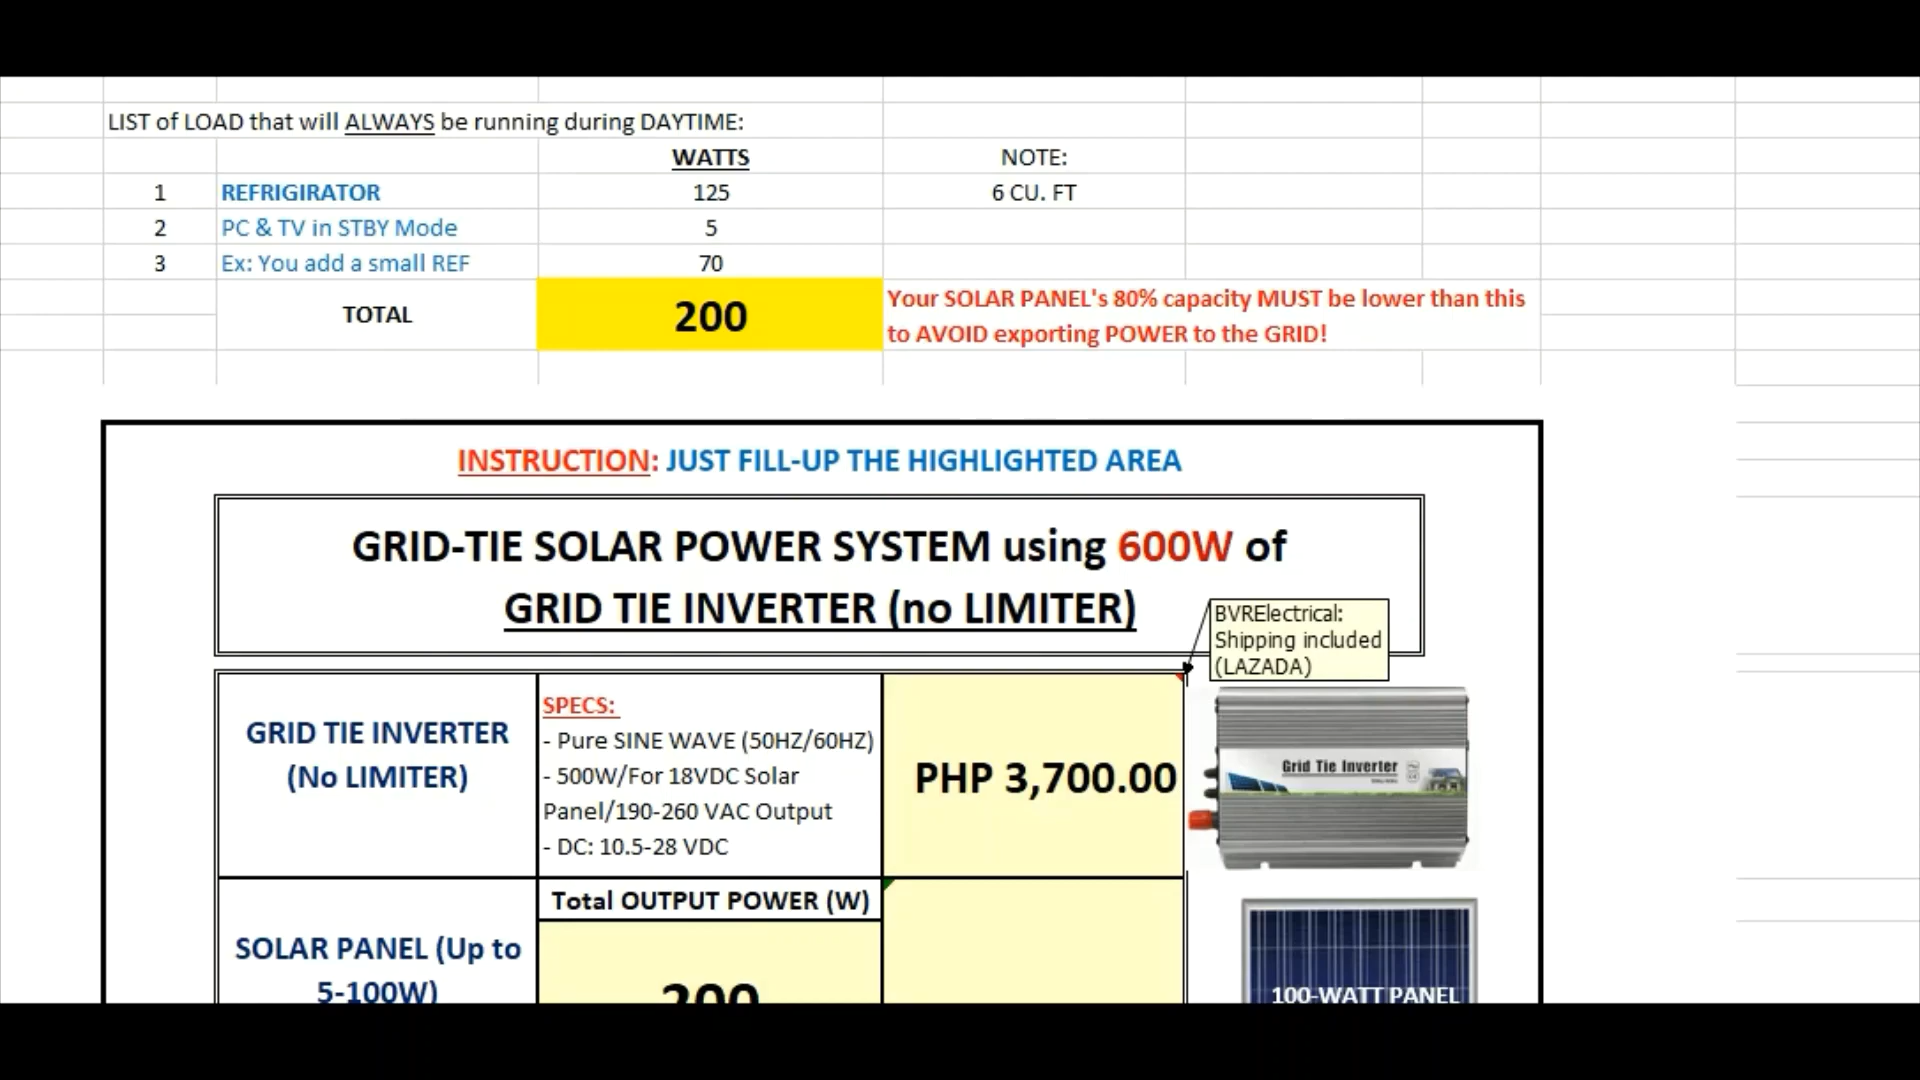 LIST of LOAD that will ALWAYS be running during DAYTIME:
WATTS NOTE:
1 REFRIGIRATOR 125 6 CU. FT
2 PC & TV in STBY Mode 5
3 Ex: You add a small REF 70
TOTAL 200 Your SOLAR PANEL's 80% capacity MUST be lower than this
to AVOID exporting POWER to the GRID!
INSTRUCTION: JUST FILL-UP THE HIGHLIGHTED AREA
GRID-TIE SOLAR POWER SYSTEM using 600W of
GRID TIE INVERTER (no LIMITER)
BVRElectrical:
Shipping included
(LAZADA)
GRID TIE INVERTER
(No LIMITER)
SPECS:
- Pure SINE WAVE (50HZ/60HZ)
- 500W/For 18VDC Solar
Panel/190-260 VAC Output
- DC: 10.5-28 VDC
PHP 3,700.00
Grid Tie Inverter
Total OUTPUT POWER (W)
SOLAR PANEL (Up to
5-100W)
200
100-WATT PANEL